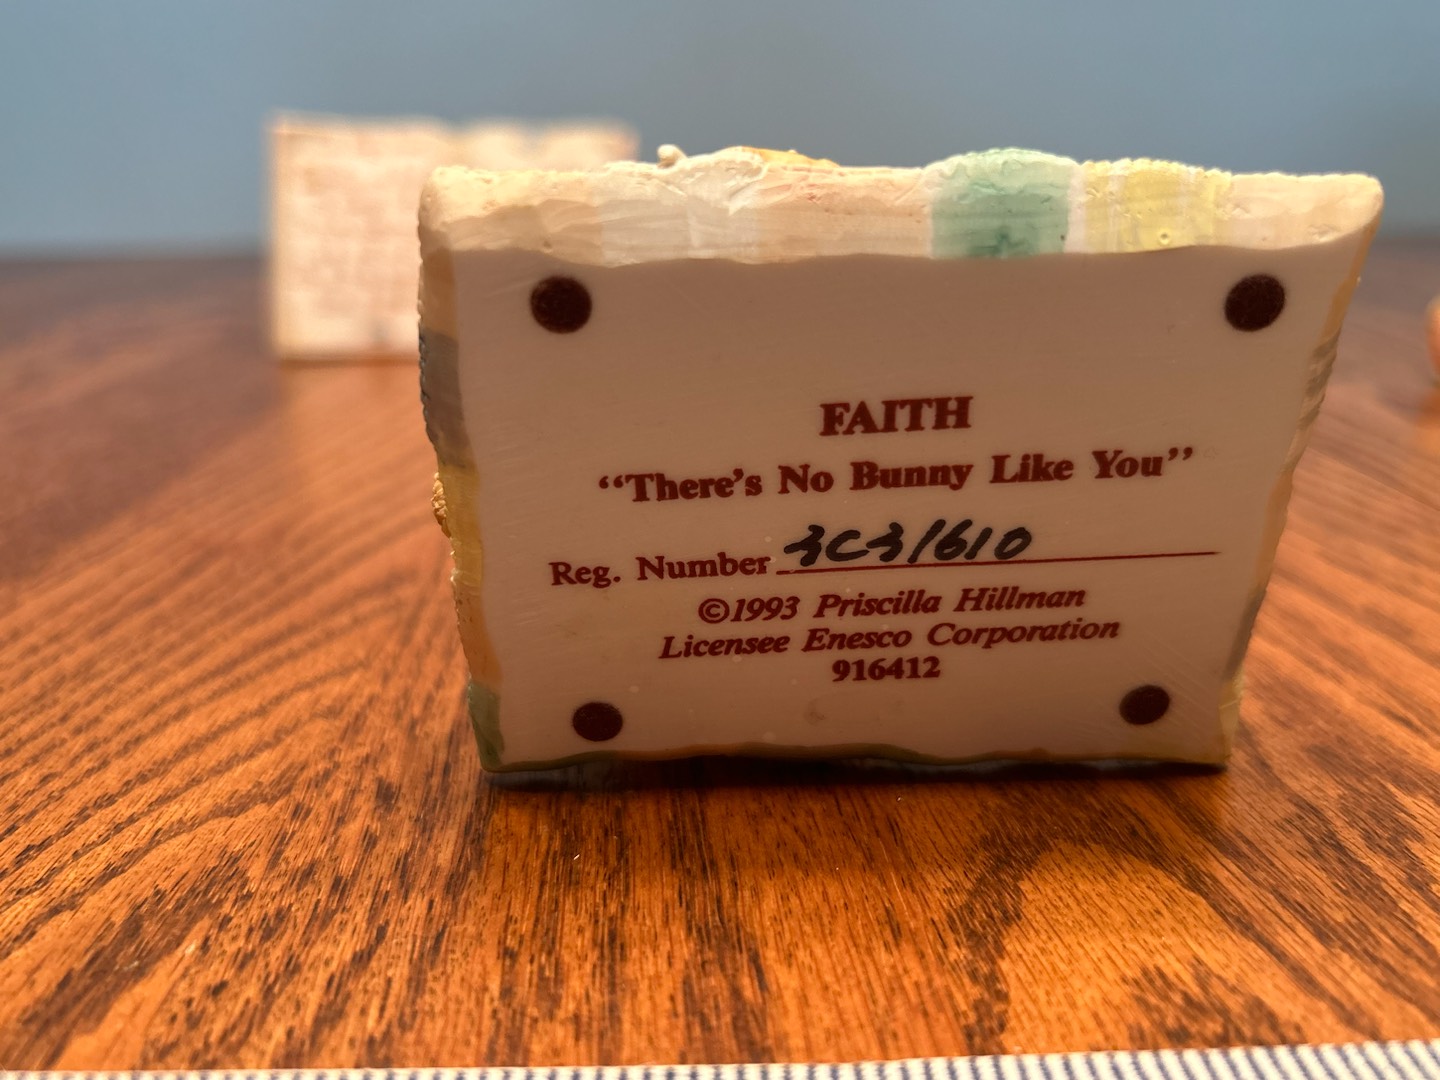 FAITH
“There’s No Bunny Like You”
Reg. Number 3C3/610
©1993 Priscilla Hillman
Licensee Enesco Corporation
916412